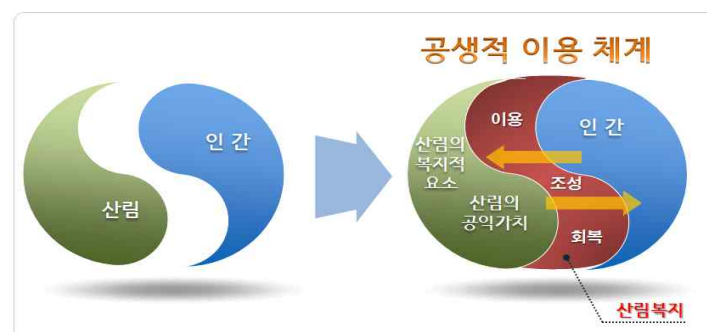 공생적 이용 체계
산림
인 간
이용
인 간
산림의
복지적
요소
조성
산림의
공익가치
회복
산림복지